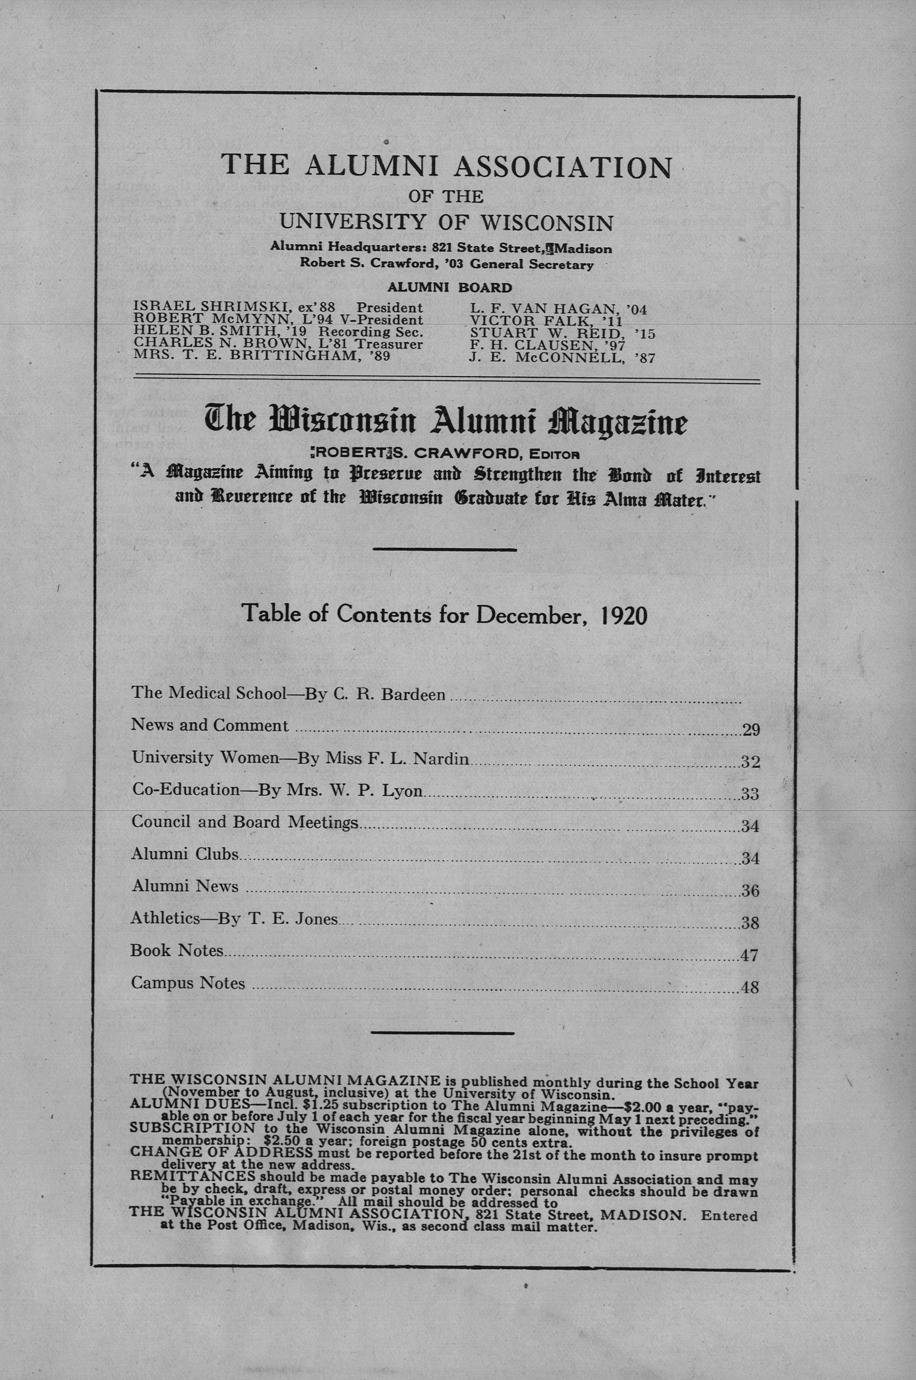 THE ALUMNI ASSOCIATION
OF THE
UNIVERSITY OF WISCONSIN
Alumni Headquarters: 821 State Street, Madison
Robert S. Crawford, '03 General Secretary
ALUMNI BOARD
ISRAEL SHRIMSKI, ex'88 President
ROBERT McMYNN, L'94 V-President
HELEN B. SMITH, '19 Recording Sec.
CHARLES N. BROWN, L'81 Treasurer
MRS. T. E. BRITTINGHAM, '89
L. F. VAN HAGAN, '04
VICTOR FALK, '11
STUART W. REID, '15
F. H. CLAUSEN, '97
J. E. McCONNELL, '87
The Wisconsin Alumni Magazine
ROBERT S. CRAWFORD, EDITOR
"A Magazine Aiming to Preserve and Strengthen the Bond of Interest
and Reverence of the Wisconsin Graduate for His Alma Mater."
Table of Contents for December, 1920
The Medical School—By C. R. Bardeen
News and Comment 29
University Women—By Miss F. L. Nardin 32
Co-Education—By Mrs. W. P. Lyon 33
Council and Board Meetings 34
Alumni Clubs 34
Alumni News 36
Athletics—By T. E. Jones 38
Book Notes 47
Campus Notes 48
THE WISCONSIN ALUMNI MAGAZINE is published monthly during the School Year
(November to August, inclusive) at the University of Wisconsin.
ALUMNI DUES—Incl. $1.25 subscription to The Alumni Magazine—$2.00 a year, "pay-
able on or before July 1 of each year for the fiscal year beginning May 1 next preceding."
SUBSCRIPTION to the Wisconsin Alumni Magazine alone, without the privileges of
membership: $2.50 a year; foreign postage 50 cents extra.
CHANGE OF ADDRESS must be reported before the 21st of the month to insure prompt
delivery at the new address.
REMITTANCES should be made payable to The Wisconsin Alumni Association and may
be by check, draft, express or postal money order; personal checks should be drawn
"Payable in exchange." All mail should be addressed to
THE WISCONSIN ALUMNI ASSOCIATION, 821 State Street, MADISON. Entered
at the Post Office, Madison, Wis., as second class mail matter.